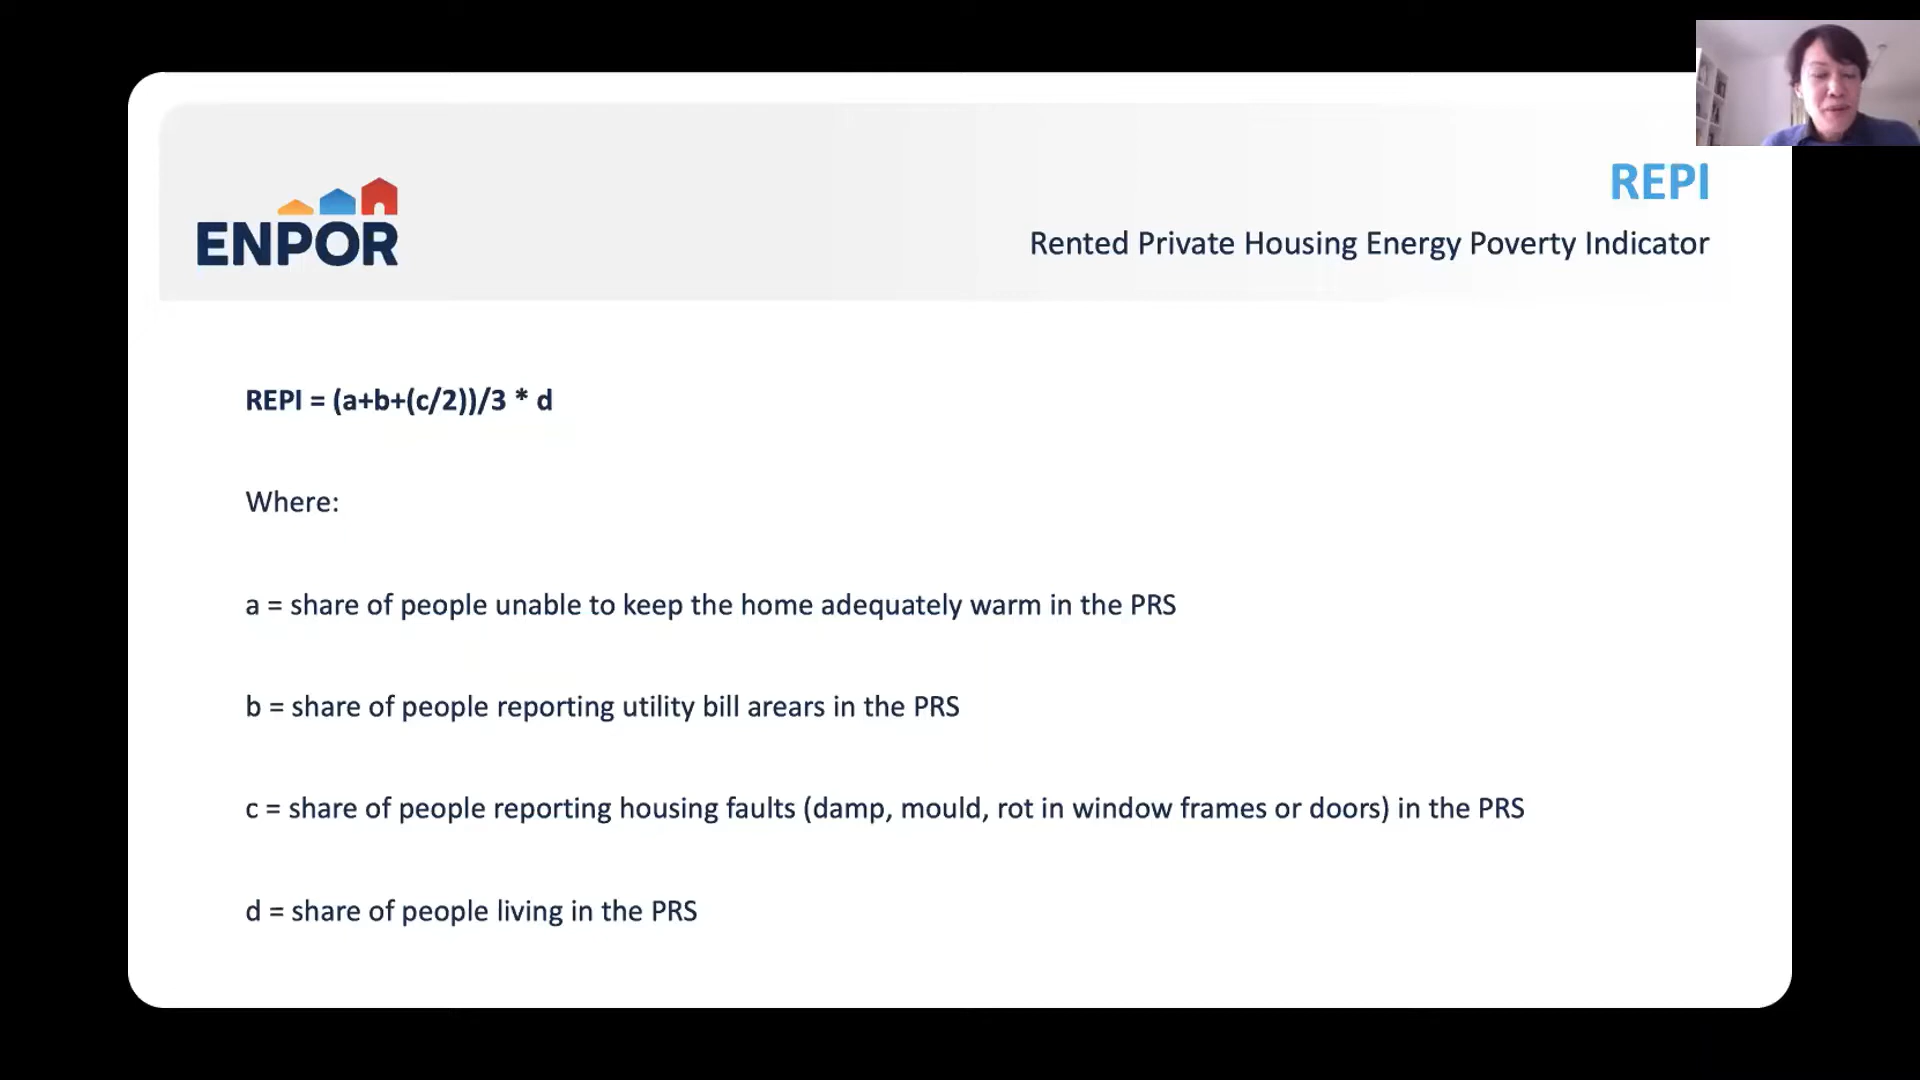 ENPOR
REPI
Rented Private Housing Energy Poverty Indicator
REPI = (a+b+(c/2))/3 * d
Where:
a = share of people unable to keep the home adequately warm in the PRS
b = share of people reporting utility bill arears in the PRS
c = share of people reporting housing faults (damp, mould, rot in window frames or doors) in the PRS
d = share of people living in the PRS